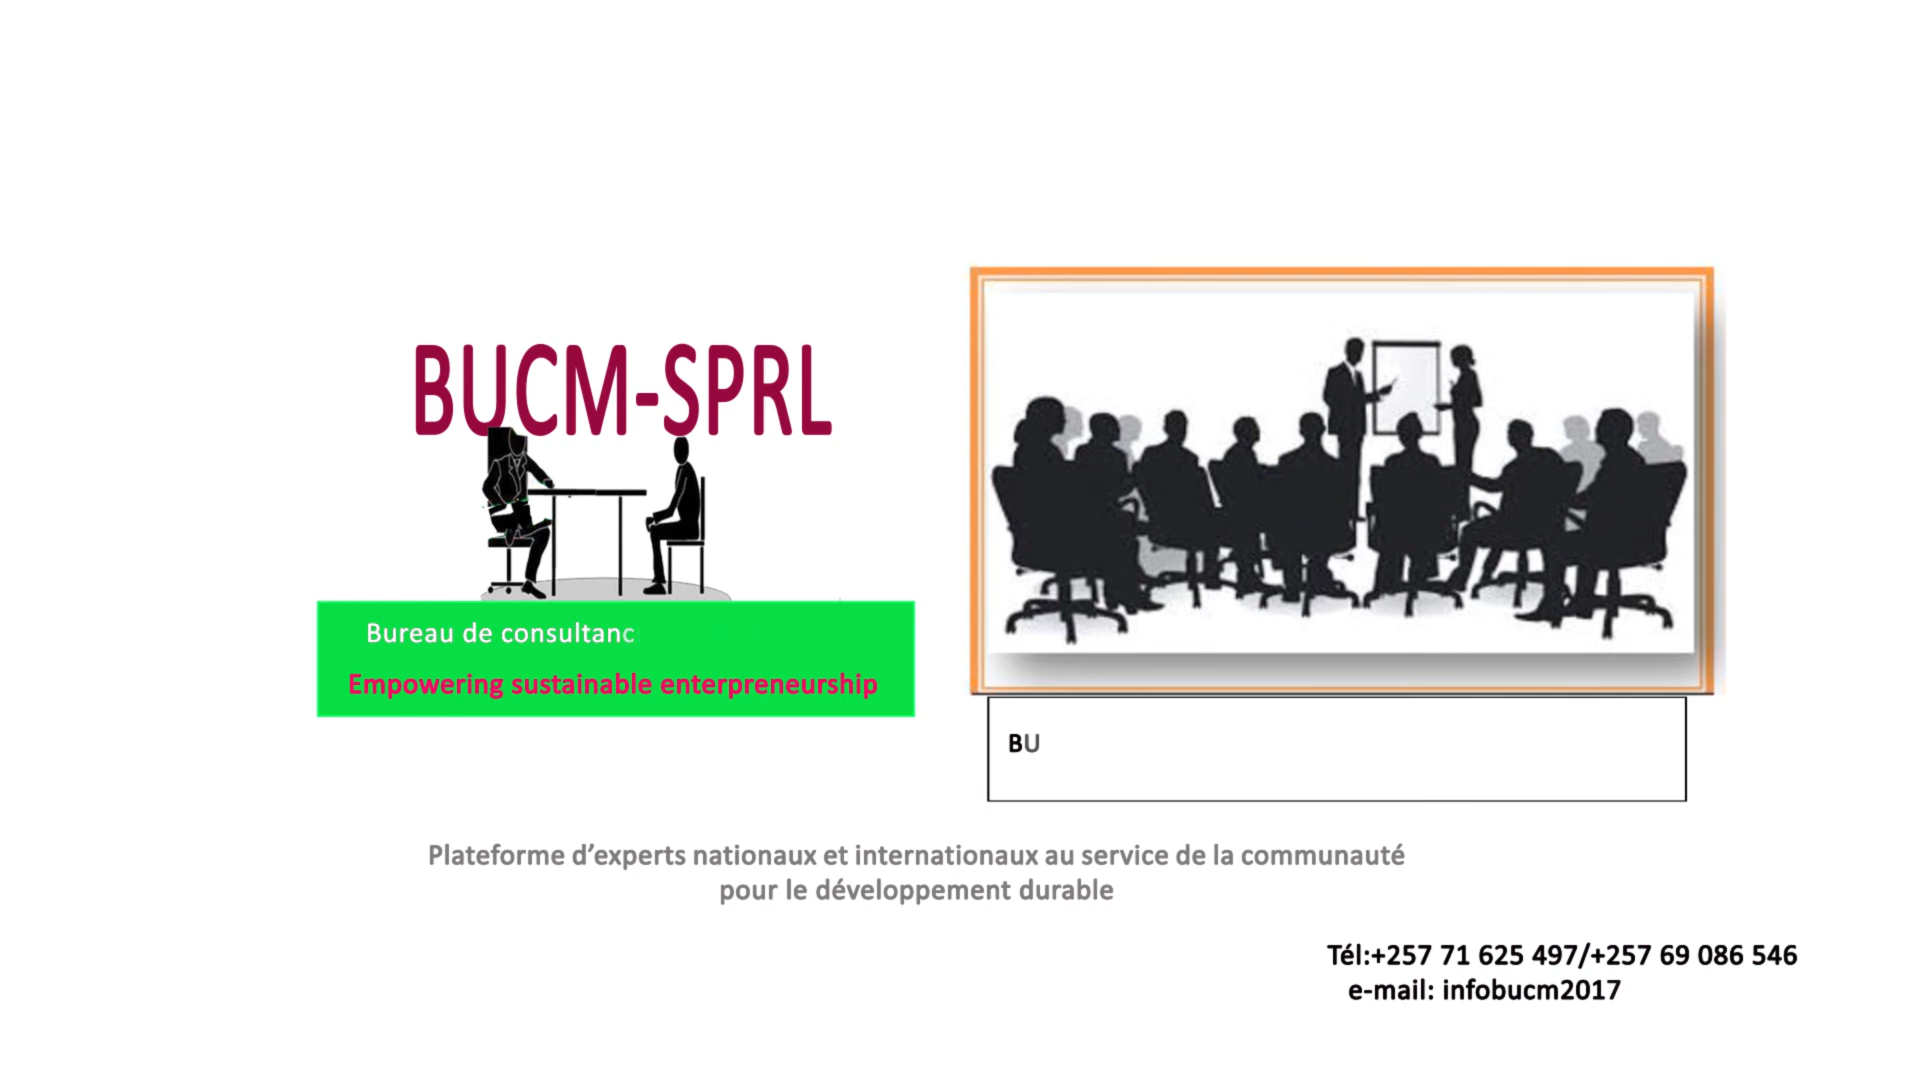 BUCM-SPRL
Bureau de consultanc
Empowering sustainable enterpreneurship
BU
Plateforme d’experts nationaux et internationaux au service de la communauté
pour le développement durable
Tél:+257 71 625 497/+257 69 086 546
e-mail: infobucm2017